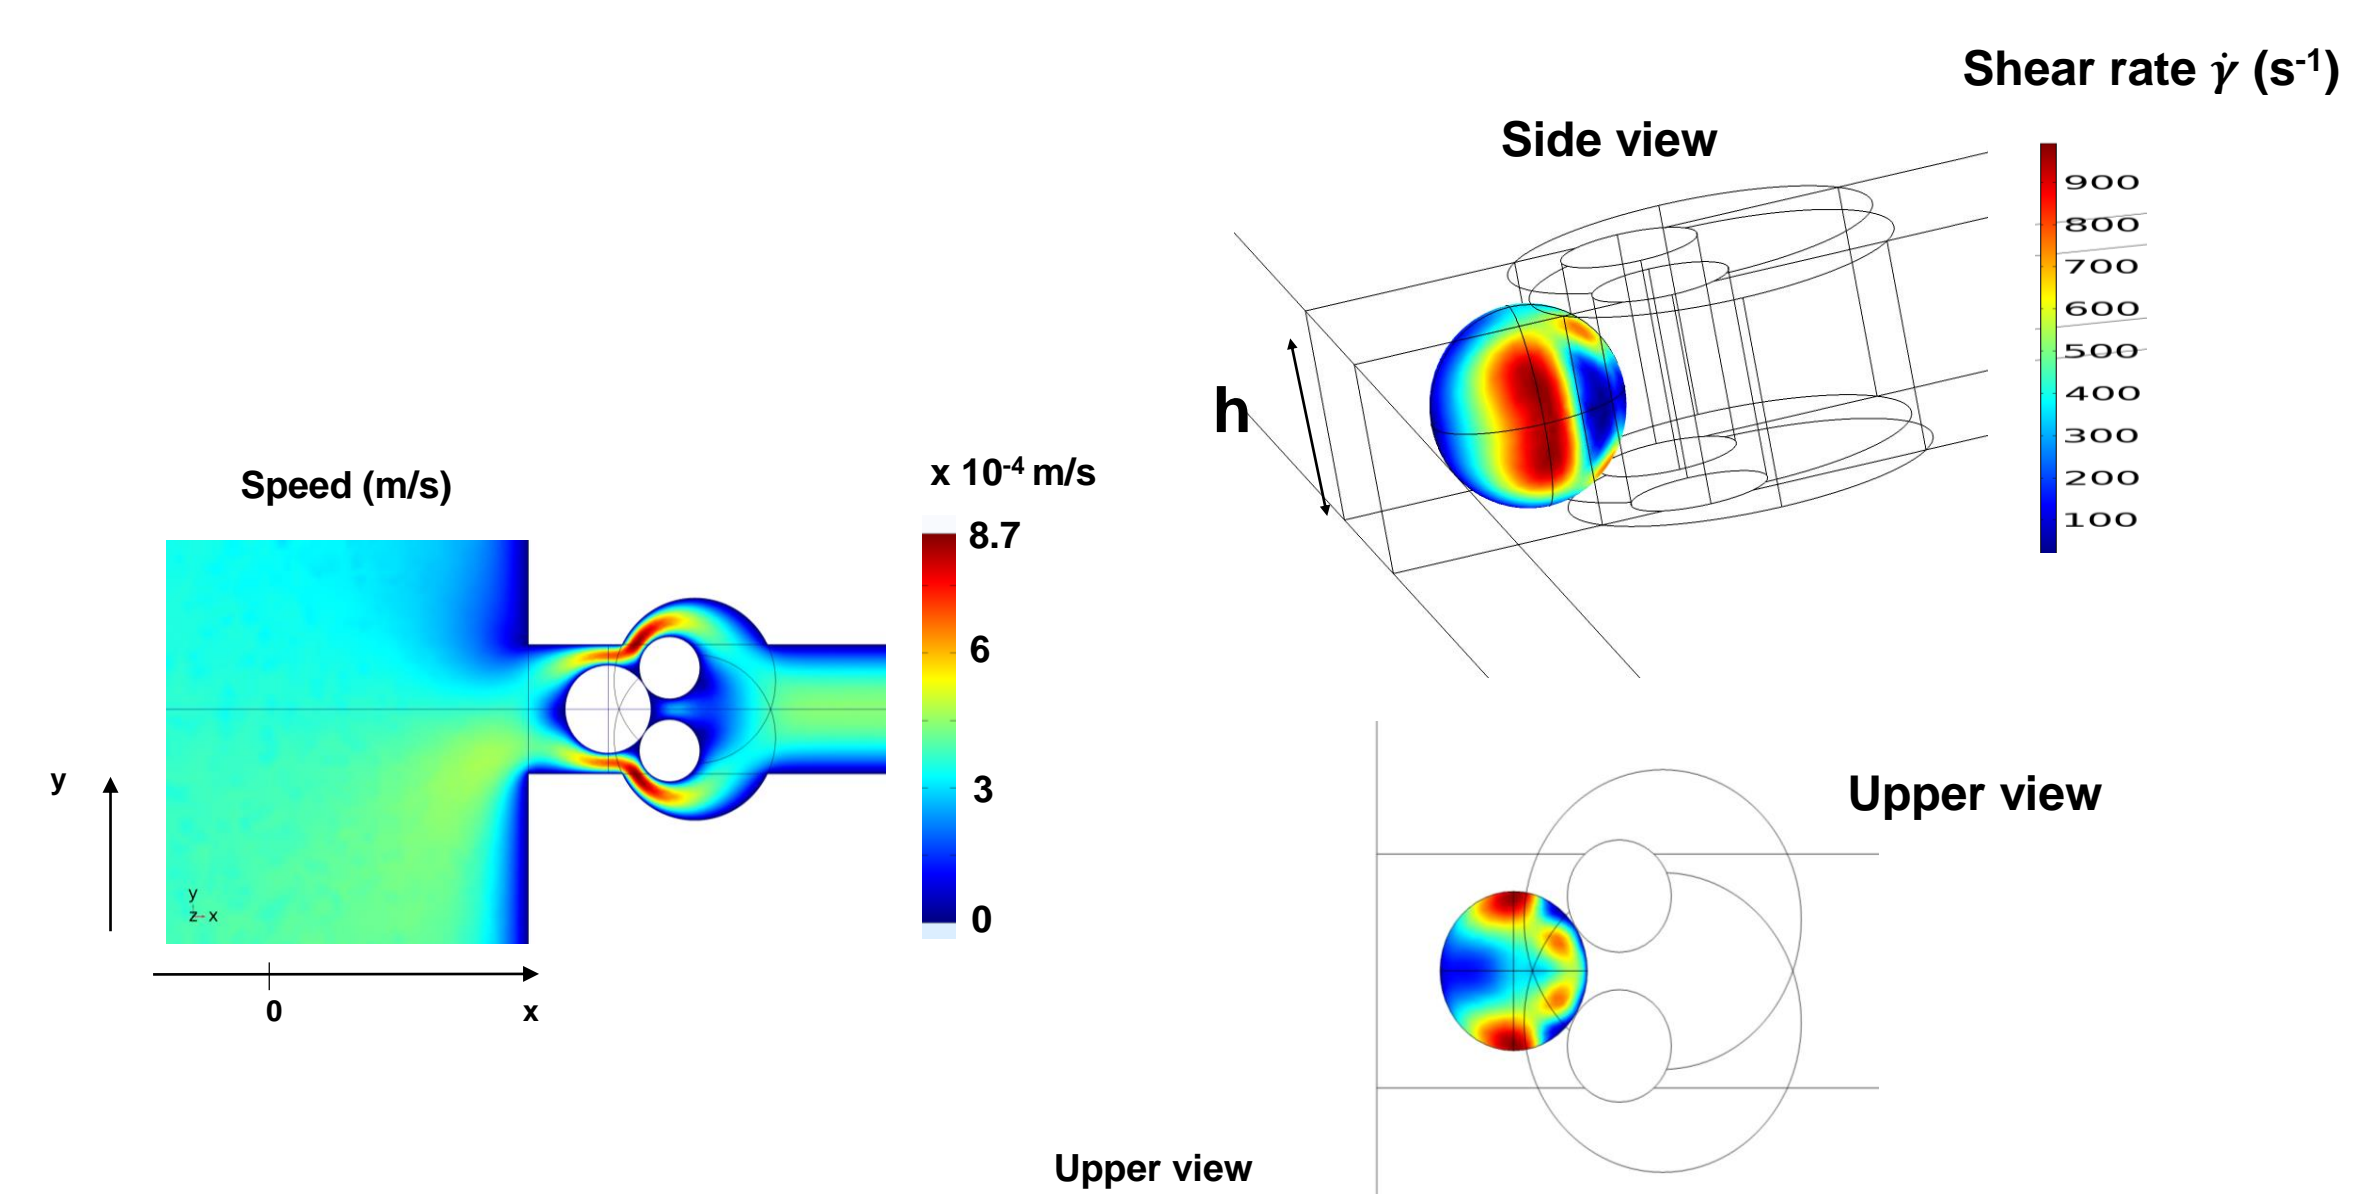 Shear rate γ̇ (s-1)
Side view
900
800
700
600
500
400
300
200
100
h
Speed (m/s)
x 10-4 m/s
8.7
6
3
0
y
y
z x
0
x
Upper view
Upper view